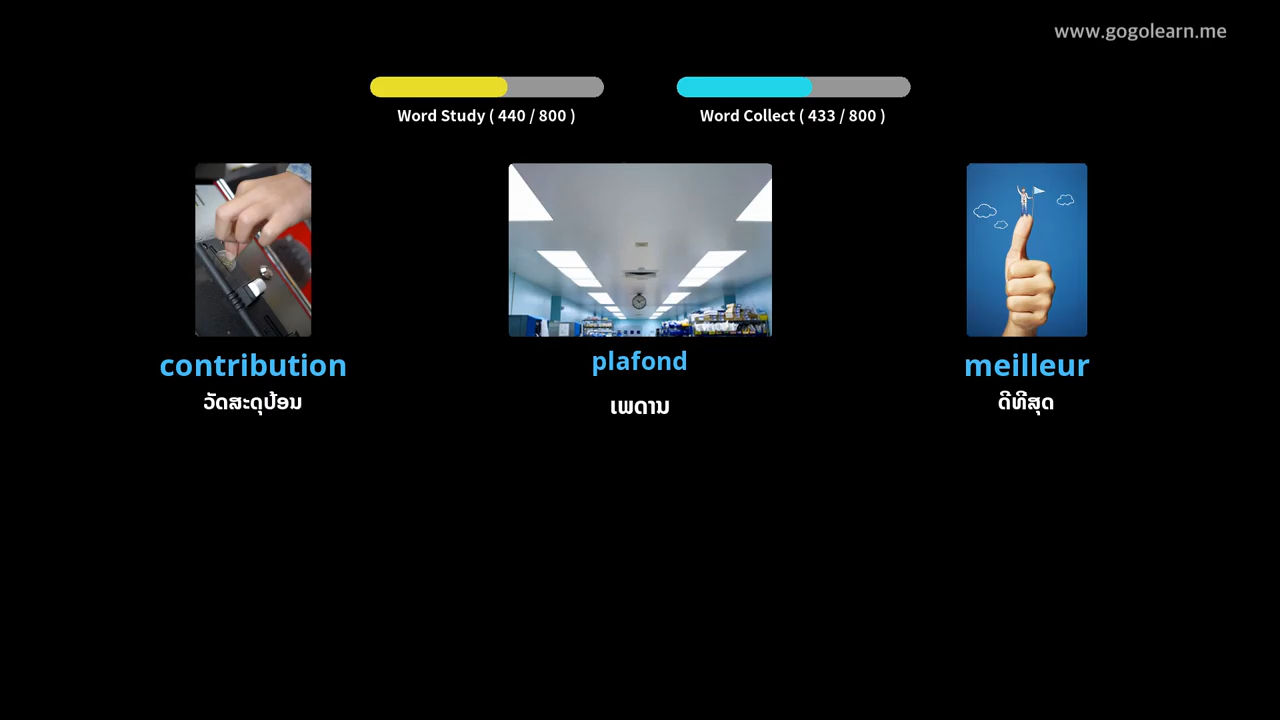 www.gogolearn.me
Word Study ( 440 / 800 )
Word Collect ( 433 / 800 )
contribution
plafond
meilleur
ວັດສະດຸປ້ອນ
ເພດານ
ດີທີສຸດ